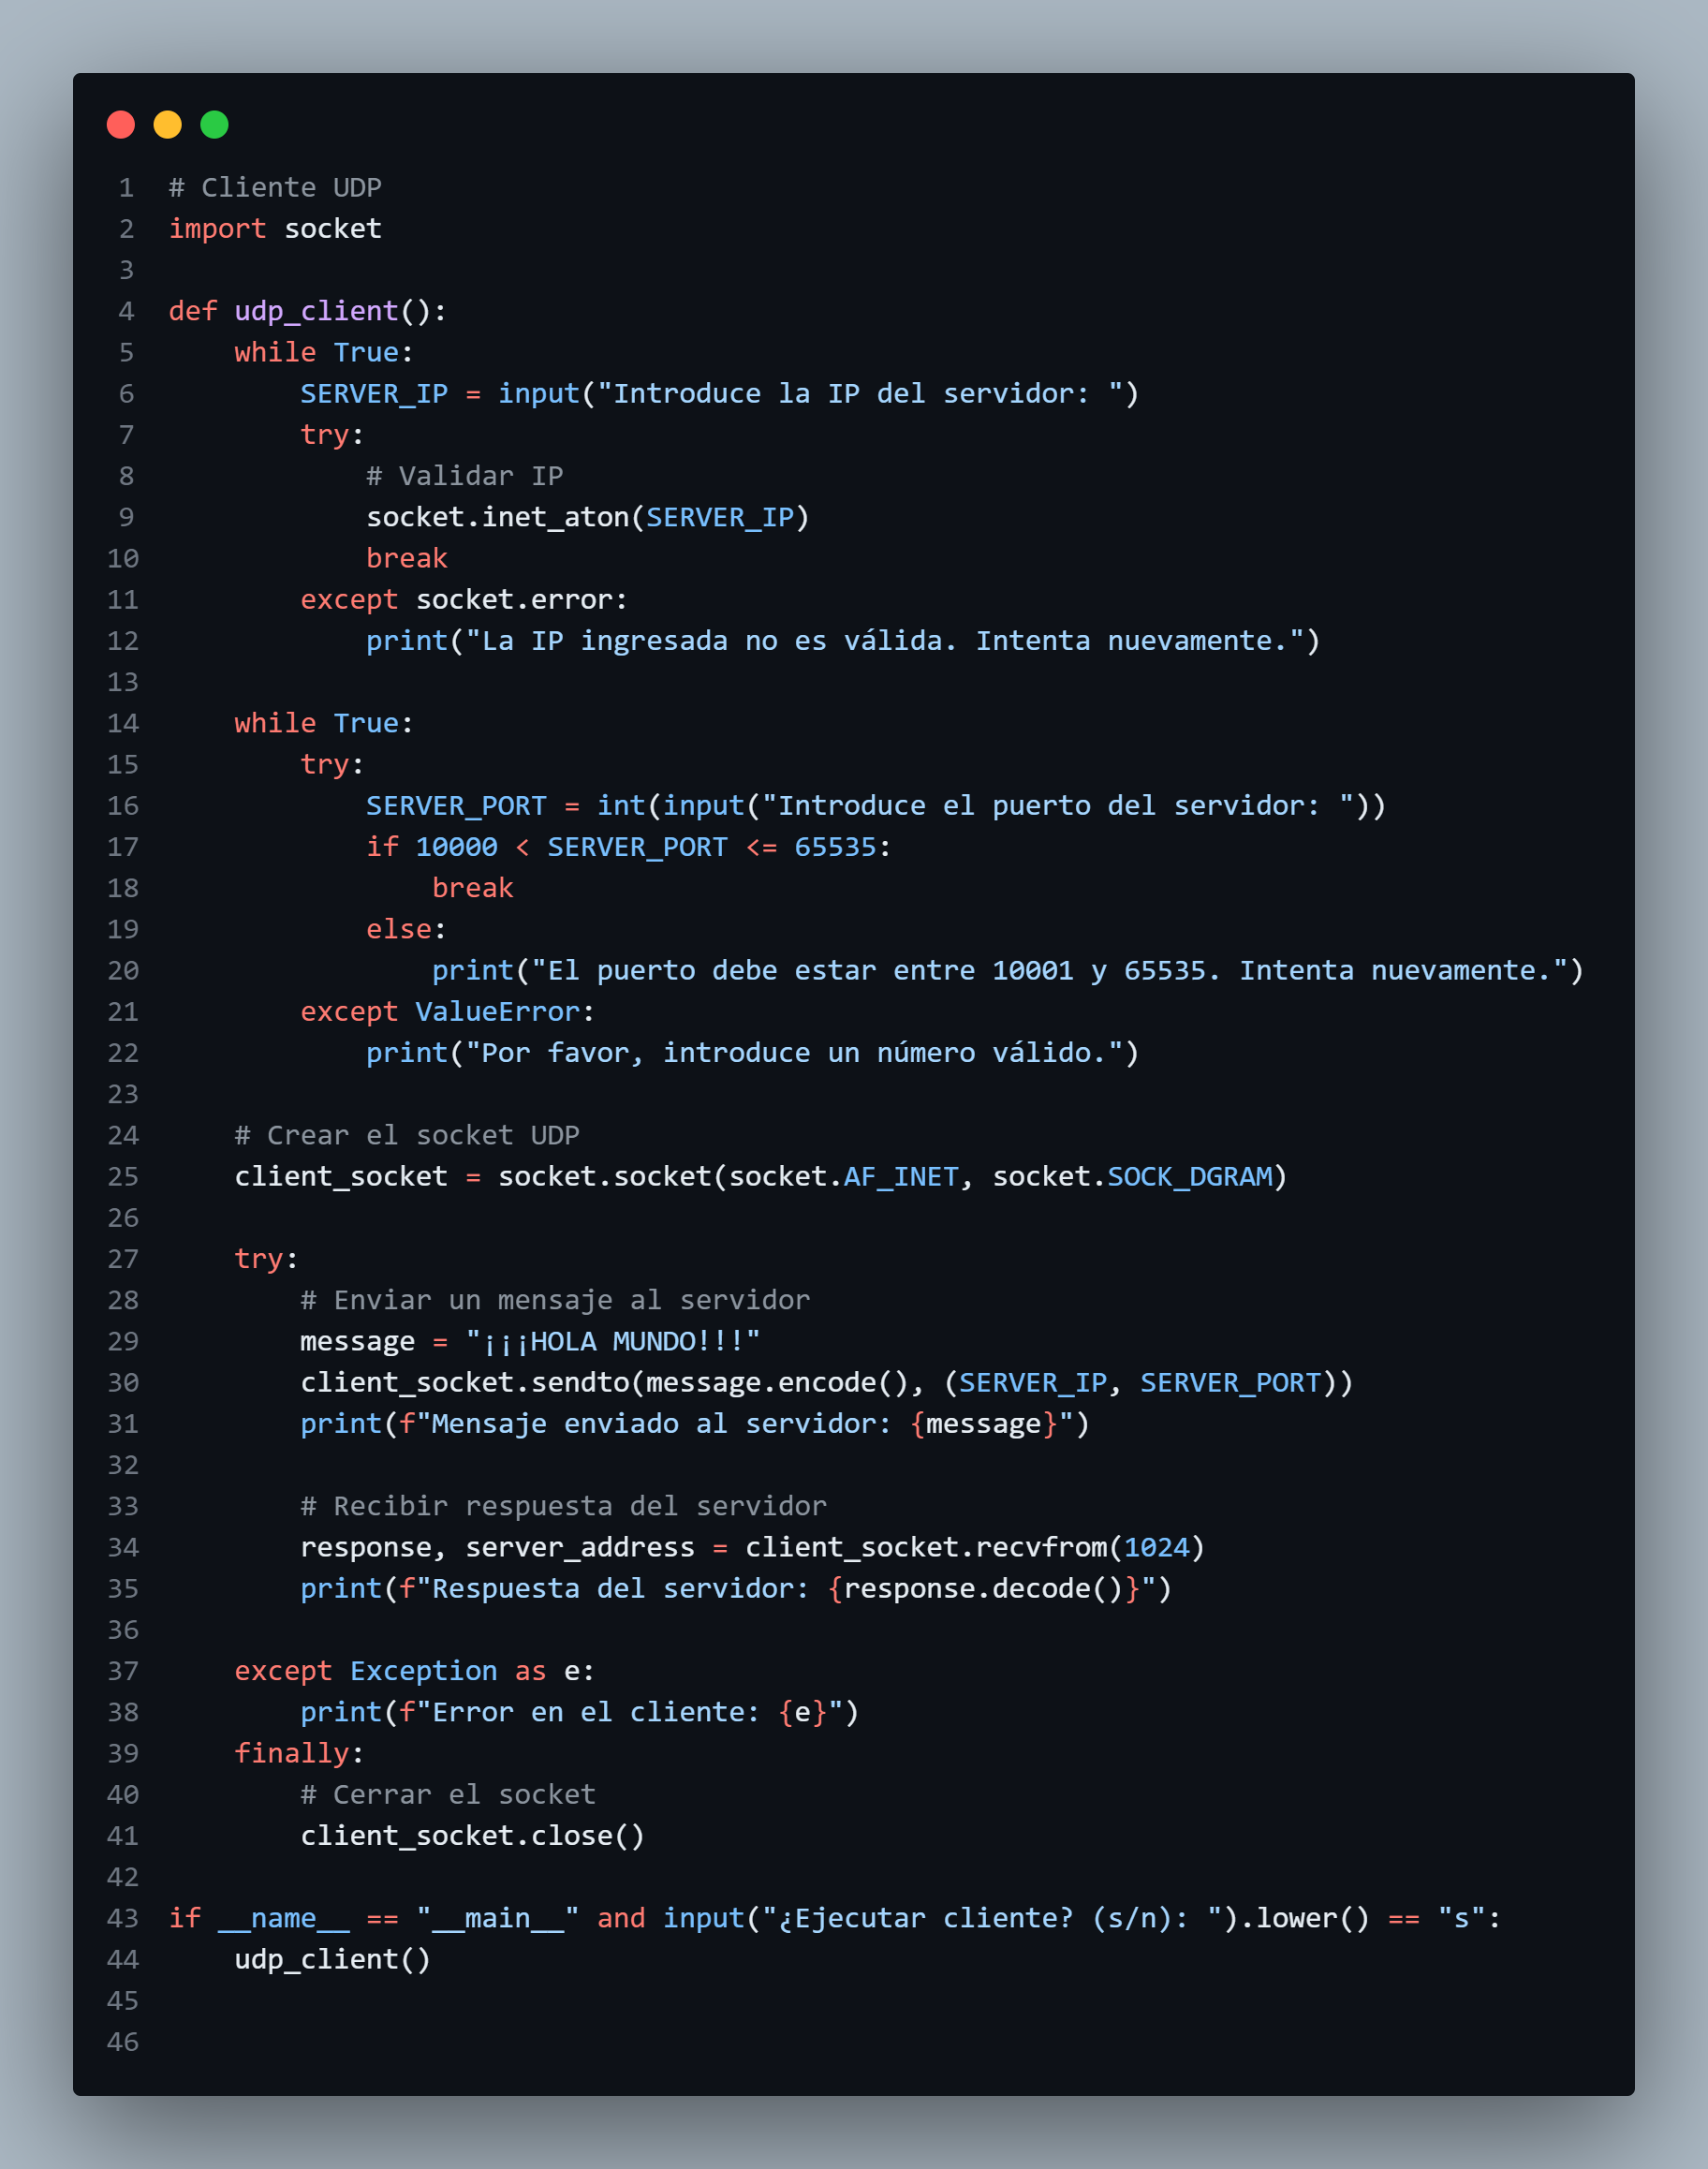 1 # Cliente UDP
2 import socket
3
4 def udp_client():
5     while True:
6         SERVER_IP = input("Introduce la IP del servidor: ")
7         try:
8             # Validar IP
9             socket.inet_aton(SERVER_IP)
10             break
11         except socket.error:
12             print("La IP ingresada no es válida. Intenta nuevamente.")
13
14     while True:
15         try:
16             SERVER_PORT = int(input("Introduce el puerto del servidor: "))
17             if 10000 < SERVER_PORT <= 65535:
18                 break
19             else:
20                 print("El puerto debe estar entre 10001 y 65535. Intenta nuevamente.")
21         except ValueError:
22             print("Por favor, introduce un número válido.")
23
24     # Crear el socket UDP
25     client_socket = socket.socket(socket.AF_INET, socket.SOCK_DGRAM)
26
27     try:
28         # Enviar un mensaje al servidor
29         message = "¡¡¡HOLA MUNDO!!!"
30         client_socket.sendto(message.encode(), (SERVER_IP, SERVER_PORT))
31         print(f"Mensaje enviado al servidor: {message}")
32
33         # Recibir respuesta del servidor
34         response, server_address = client_socket.recvfrom(1024)
35         print(f"Respuesta del servidor: {response.decode()}")
36
37     except Exception as e:
38         print(f"Error en el cliente: {e}")
39     finally:
40         # Cerrar el socket
41         client_socket.close()
42
43 if __name__ == "__main__" and input("¿Ejecutar cliente? (s/n): ").lower() == "s":
44     udp_client()
45
46